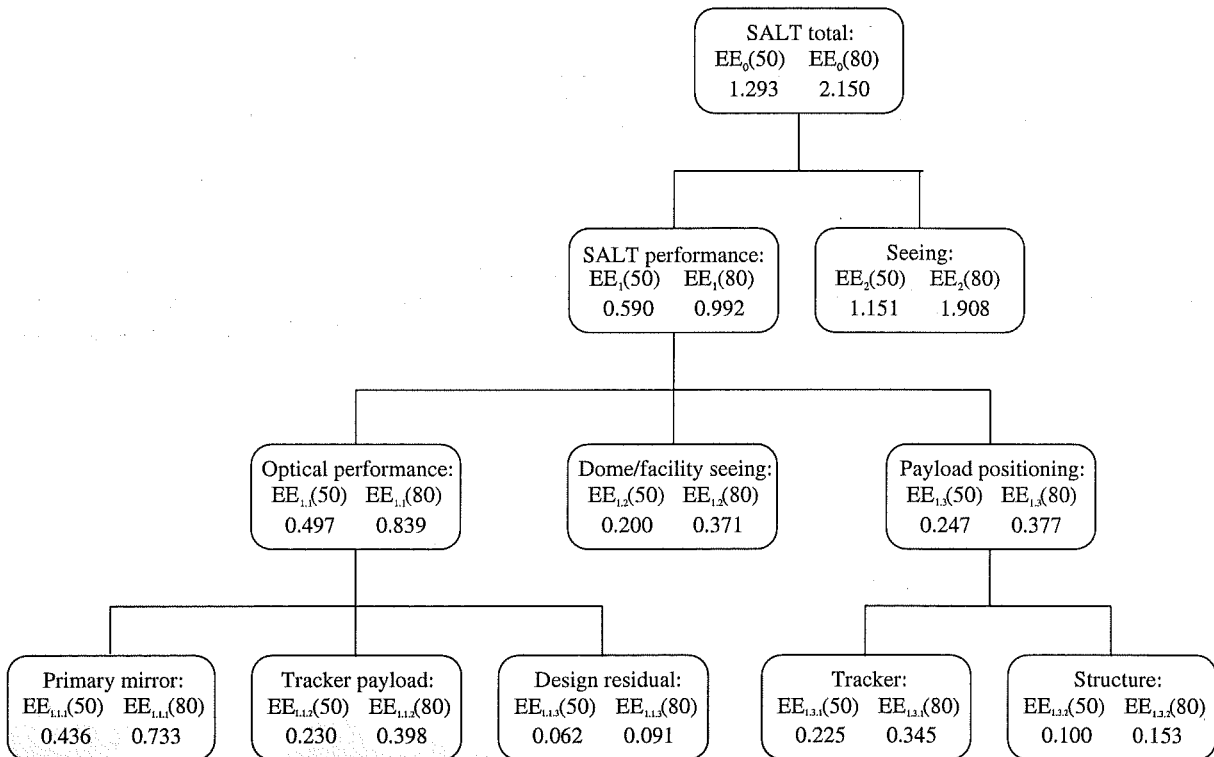 SALT total:
EE₀(50) EE₀(80)
1.293 2.150
SALT performance:
EE₁(50) EE₁(80)
0.590 0.992
Seeing:
EE₂(50) EE₂(80)
1.151 1.908
Optical performance:
EE₁.₁(50) EE₁.₁(80)
0.497 0.839
Dome/facility seeing:
EE₁.₂(50) EE₁.₂(80)
0.200 0.371
Payload positioning:
EE₁.₃(50) EE₁.₃(80)
0.247 0.377
Primary mirror:
EE₁.₁.₁(50) EE₁.₁.₁(80)
0.436 0.733
Tracker payload:
EE₁.₁.₂(50) EE₁.₁.₂(80)
0.230 0.398
Design residual:
EE₁.₁.₃(50) EE₁.₁.₃(80)
0.062 0.091
Tracker:
EE₁.₃.₁(50) EE₁.₃.₁(80)
0.225 0.345
Structure:
EE₁.₃.₂(50) EE₁.₃.₂(80)
0.100 0.153